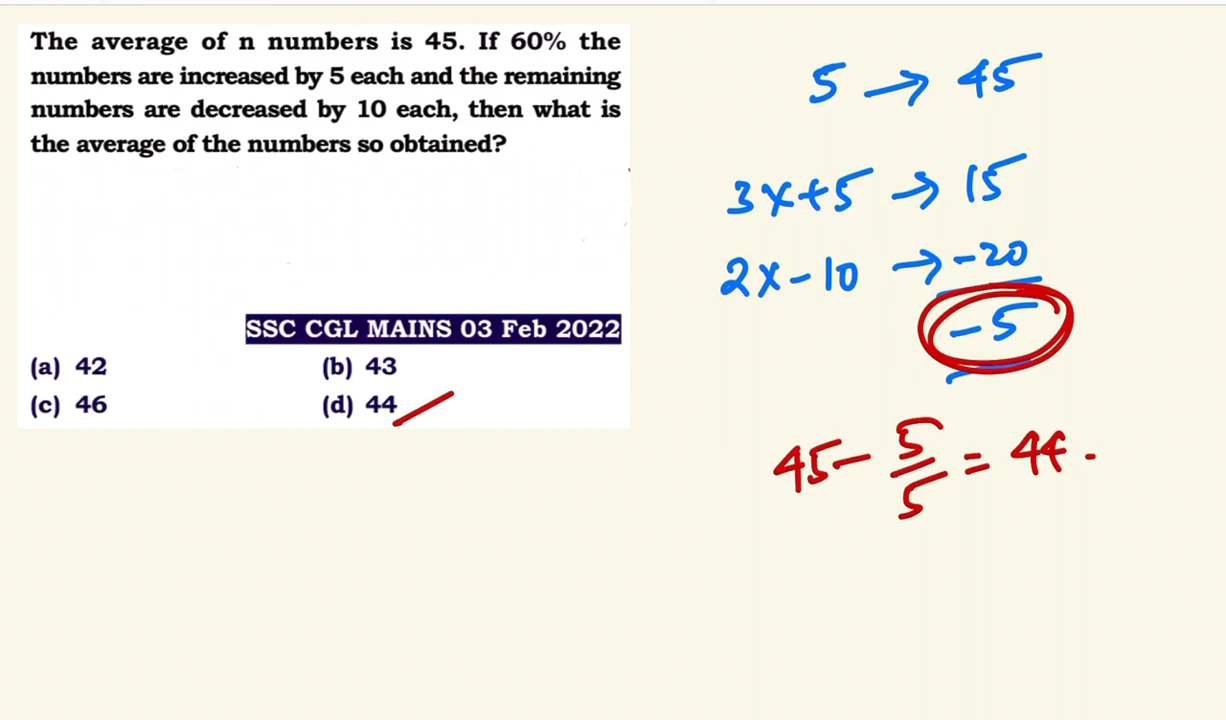 The average of n numbers is 45. If 60% the
numbers are increased by 5 each and the remaining
numbers are decreased by 10 each, then what is
the average of the numbers so obtained?
SSC CGL MAINS 03 Feb 2022
(a) 42 (b) 43
(c) 46 (d) 44
5 → 45
3x+5 → 15
2x-10 → -20
-5
45 - 5/5 = 44 -